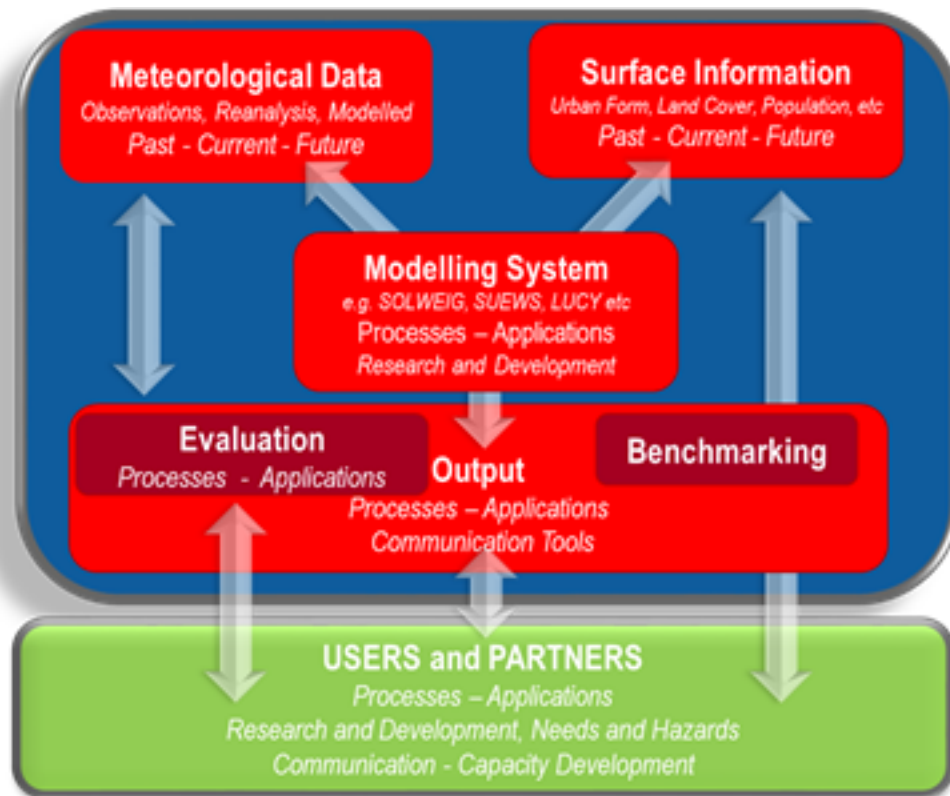 Meteorological Data
Observations, Reanalysis, Modelled
Past - Current - Future
Surface Information
Urban Form, Land Cover, Population, etc
Past - Current - Future
Modelling System
e.g. SOLWEIG, SUEWS, LUCY etc
Processes – Applications
Research and Development
Evaluation
Processes - Applications
Benchmarking
Output
Processes – Applications
Communication Tools
USERS and PARTNERS
Processes – Applications
Research and Development, Needs and Hazards
Communication - Capacity Development